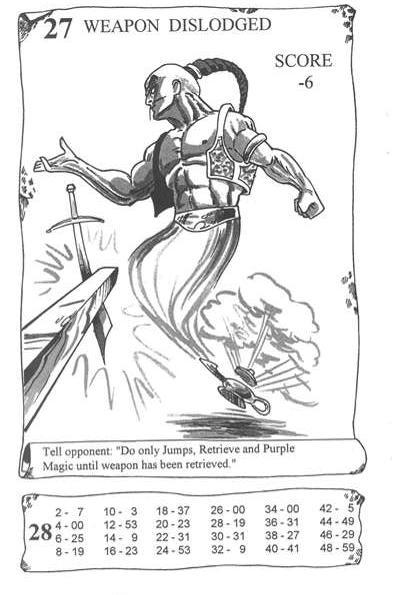 27 WEAPON DISLODGED
SCORE
-6
Tell opponent: "Do only Jumps, Retrieve and Purple
Magic until weapon has been retrieved."
28
2 - 7 10 - 3 18 - 37 26 - 00 34 - 00 42 - 5
4 - 00 12 - 53 20 - 23 28 - 19 36 - 31 44 - 49
6 - 25 14 - 9 22 - 31 30 - 31 38 - 27 46 - 29
8 - 19 16 - 23 24 - 53 32 - 9 40 - 41 48 - 59